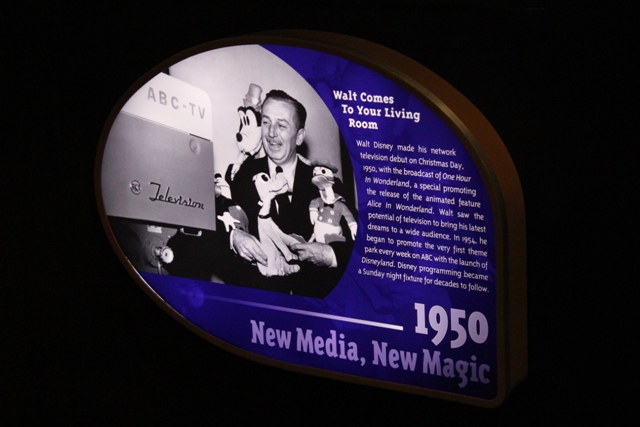 ABC-TV
RCA
Television
Walt Comes
To Your Living
Room
Walt Disney made his network
television debut on Christmas Day,
1950, with the broadcast of One Hour
In Wonderland, a special promoting
the release of the animated feature
Alice In Wonderland. Walt saw the
potential of television to bring his latest
dreams to a wide audience. In 1954, he
began to promote the very first theme
park every week on ABC with the launch of
Disneyland. Disney programming became
a Sunday night fixture for decades to follow.
1950
New Media, New Magic